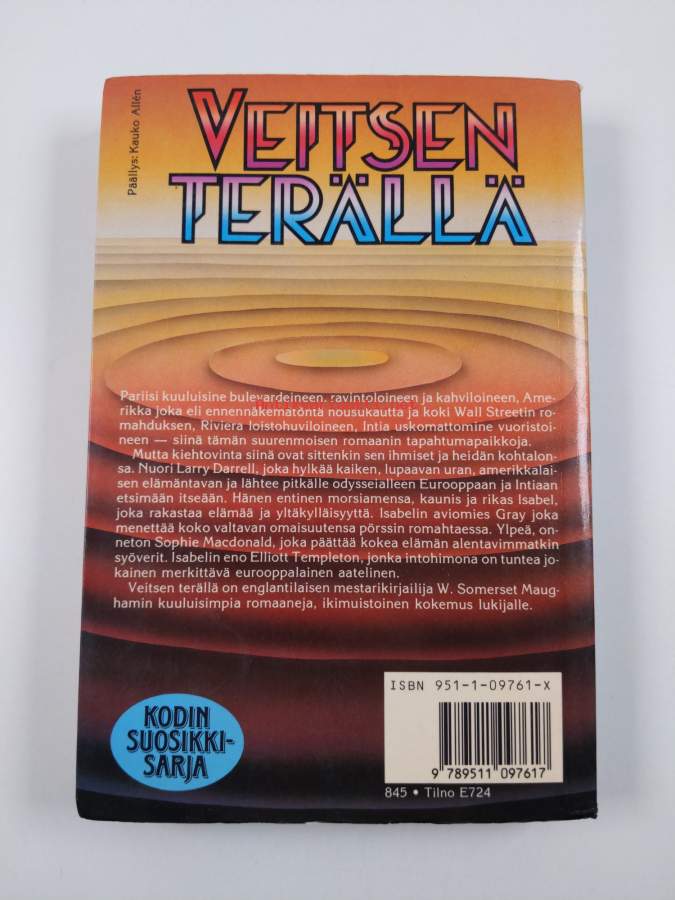 Päällys: Kauko Allén
VEITSEN
TERÄLLÄ
Pariisi kuuluisine bulevardeineen, ravintoloineen ja kahviloineen, Ame-
rikka joka eli ennennäkemätöntä nousukautta ja koki Wall Streetin ro-
mahduksen, Riviera loistohuviloineen, Intia uskomattomine vuoristoi-
neen — siinä tämän suurenmoisen romaanin tapahtumapaikkoja.
Mutta kiehtovinta siinä ovat sittenkin sen ihmiset ja heidän kohtalon-
sa. Nuori Larry Darrell, joka hylkää kaiken, lupaavan uran, amerikkalai-
sen elämäntavan ja lähtee pitkälle odysseialleen Eurooppaan ja Intiaan
etsimään itseään. Hänen entinen morsiamensa, kaunis ja rikas Isabel,
joka rakastaa elämää ja yltäkylläisyyttä. Isabelin aviomies Gray joka
menettää koko valtavan omaisuutensa pörssin romahtaessa. Ylpeä, on-
neton Sophie Macdonald, joka päättää kokea elämän alentavimmatkin
syöverit. Isabelin eno Elliott Templeton, jonka intohimona on tuntea jo-
kainen merkittävä eurooppalainen aatelinen.
Veitsen terällä on englantilaisen mestarikirjailija W. Somerset Maug-
hamin kuuluisimpia romaaneja, ikimuistoinen kokemus lukijalle.
ISBN 951-1-09761-X
9 789511 097617
845 • Tilno E724
KODIN
SUOSIKKI-
SARJA